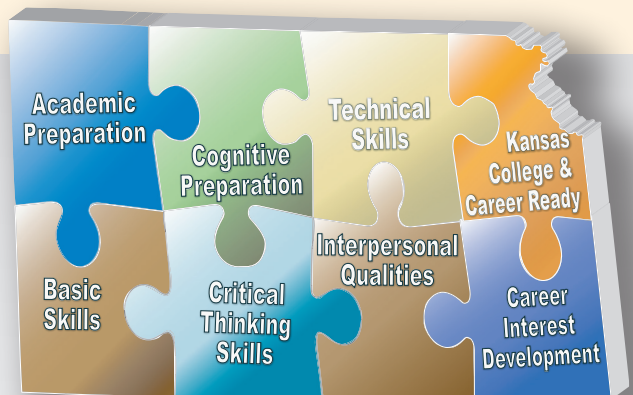 Academic
Preparation
Cognitive
Preparation
Technical
Skills
Kansas
College &
Career Ready
Basic
Skills
Critical
Thinking
Skills
Interpersonal
Qualities
Career
Interest
Development